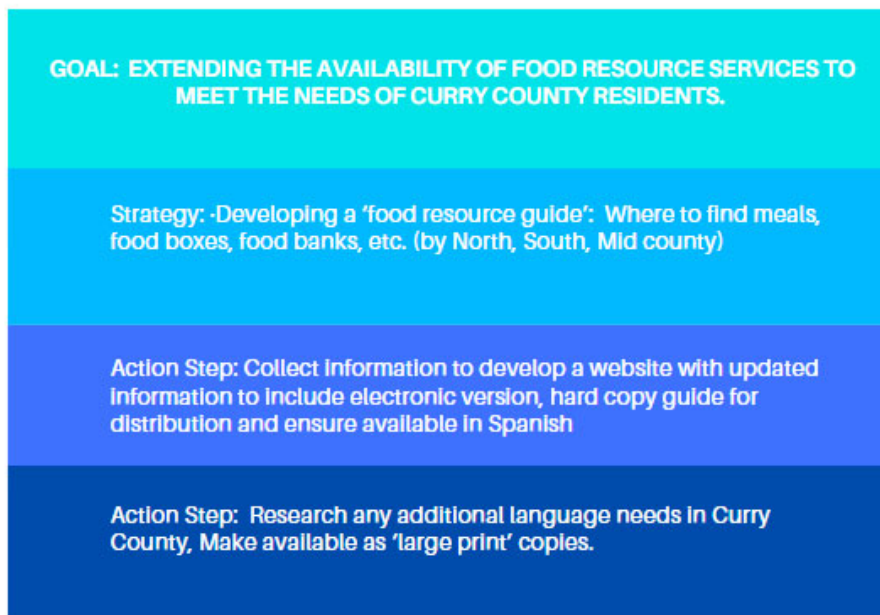 GOAL: EXTENDING THE AVAILABILITY OF FOOD RESOURCE SERVICES TO
MEET THE NEEDS OF CURRY COUNTY RESIDENTS.
Strategy: ·Developing a ‘food resource guide’: Where to find meals,
food boxes, food banks, etc. (by North, South, Mid county)
Action Step: Collect information to develop a website with updated
information to include electronic version, hard copy guide for
distribution and ensure available in Spanish
Action Step: Research any additional language needs in Curry
County, Make available as ‘large print’ copies.